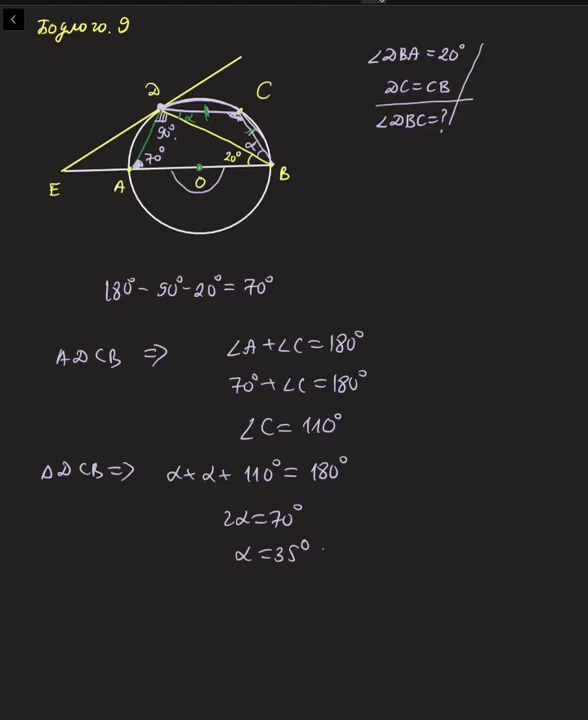 Бодлого. 9
∠DBA = 20°
DC = CB
∠DBC = ?
D
C
α
90°
α
70°
20°
E
A
O
B
180° - 90° - 20° = 70°
ADCB ⇒ ∠A + ∠C = 180°
70° + ∠C = 180°
∠C = 110°
△DCB ⇒ α + α + 110° = 180°
2α = 70°
α = 35°